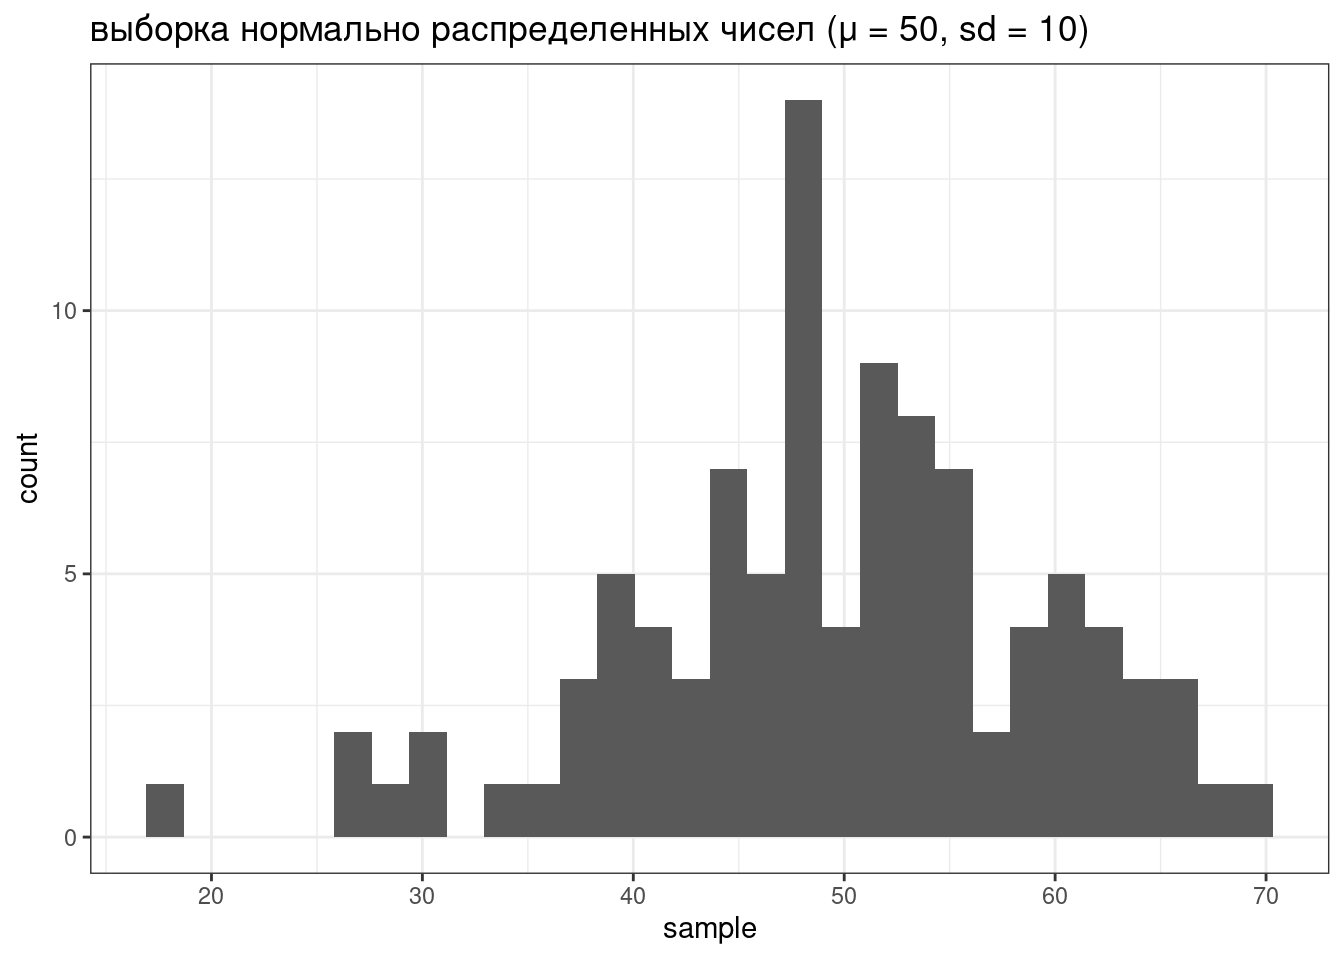 выборка нормально распределенных чисел (μ = 50, sd = 10)
10
5
0
count
20 30 40 50 60 70
sample